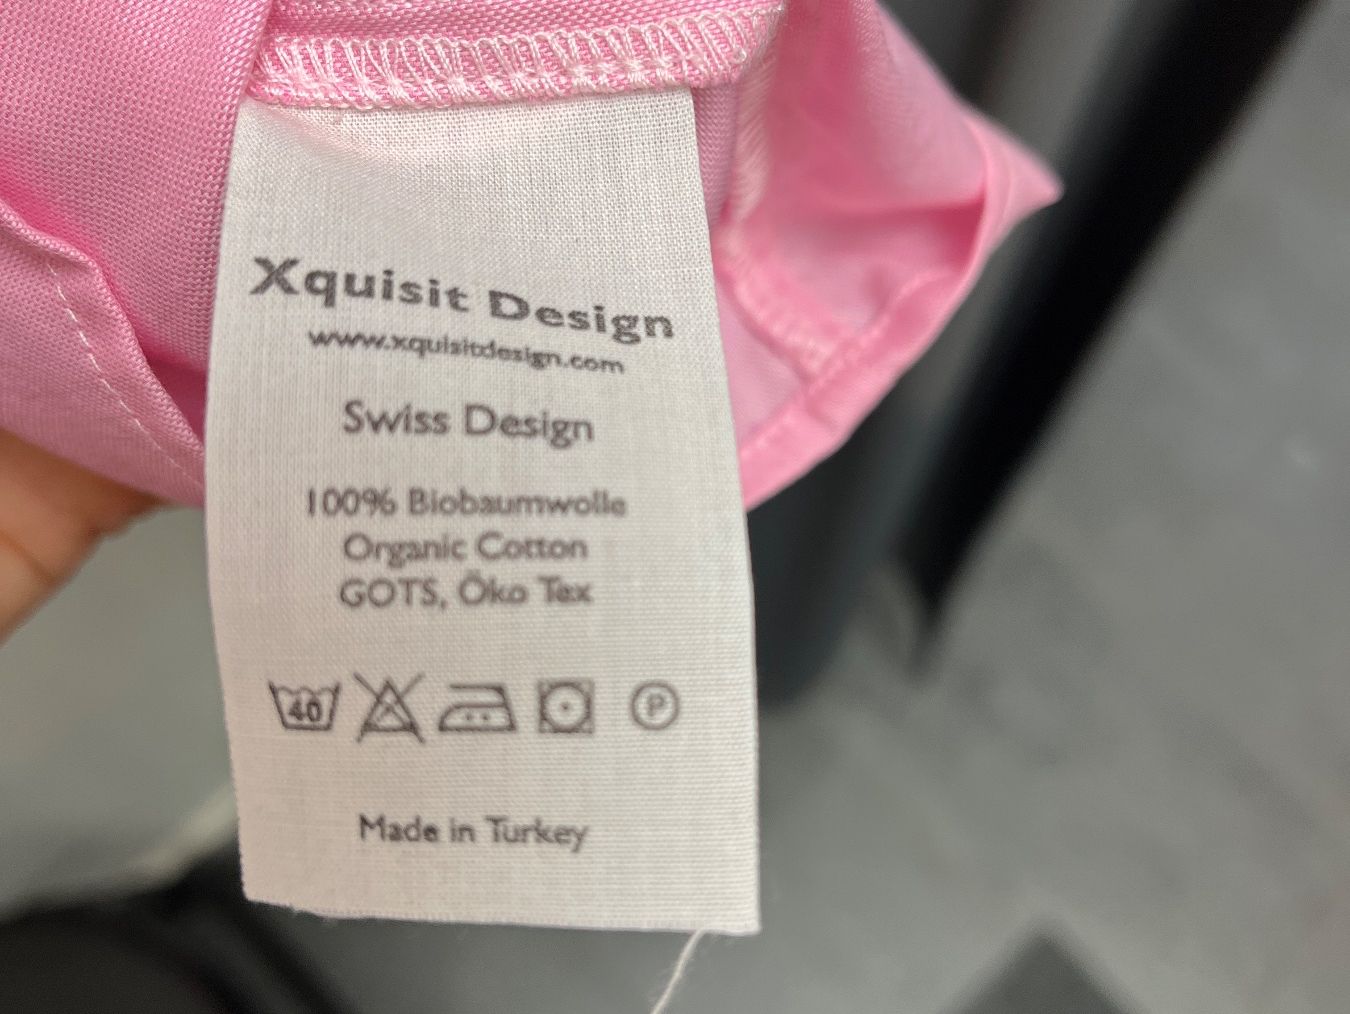 Xquisit Design
www.xquisitdesign.com
Swiss Design
100% Biobaumwolle
Organic Cotton
GOTS, Öko Tex
40 P
Made in Turkey